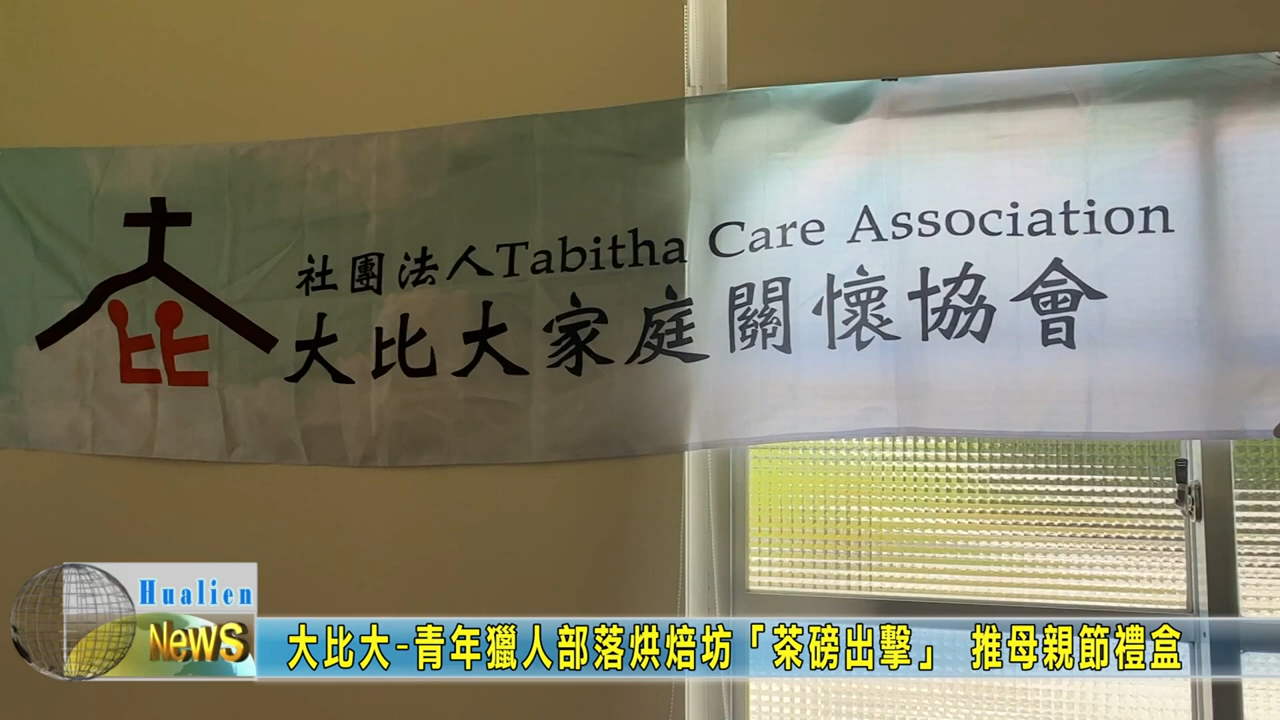 社團法人Tabitha Care Association
大比大家庭關懷協會
Hualien
NewS
大比大-青年獵人部落烘焙坊「茶磅出擊」 推母親節禮盒